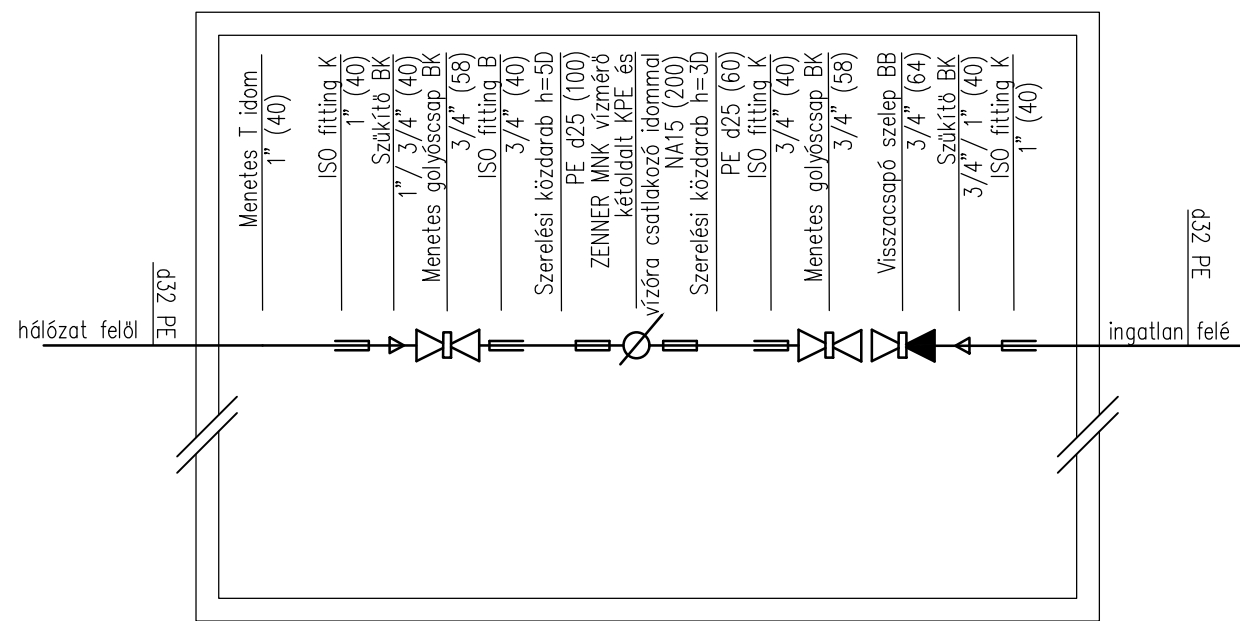 hálózat felöl
d32 PE
Menetes T idom
1" (40)
ISO fitting K
1" (40)
Szűkítő BK
1"/ 3/4" (40)
Menetes golyóscsap BK
3/4" (58)
ISO fitting B
3/4" (40)
Szerelési közdarab h=5D
PE d25 (100)
ZENNER MNK vízmérö
kétoldalt KPE és
vízóra csatlakozó idommal
NA15 (200)
Szerelési közdarab h=3D
PE d25 (60)
ISO fitting K
3/4" (40)
Menetes golyóscsap BK
3/4" (58)
Visszacsapó szelep BB
3/4" (64)
Szűkítő BK
3/4"/ 1" (40)
ISO fitting K
1" (40)
d32 PE
ingatlan felé